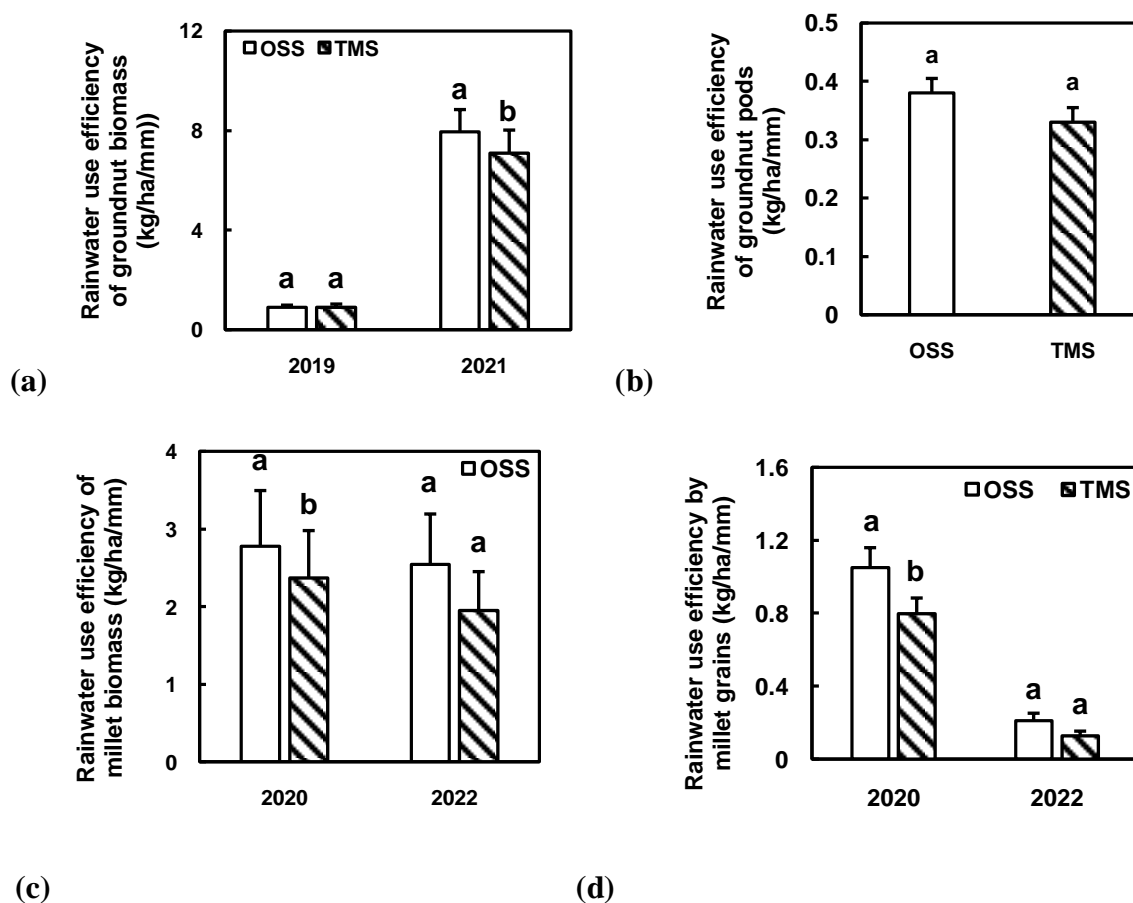 Rainwater use efficiency
of groundnut biomass
(kg/ha/mm))
12
8
4
0
OSS TMS
a a a b
2019 2021
(a)
Rainwater use efficiency
of groundnut pods
(kg/ha/mm)
0.5
0.4
0.3
0.2
0.1
0
a a
OSS TMS
(b)
Rainwater use efficiency of
millet biomass (kg/ha/mm)
4
3
2
1
0
OSS
a b a a
2020 2022
(c)
Rainwater use efficiency by
millet grains (kg/ha/mm)
1.6
1.2
0.8
0.4
0
OSS TMS
a b a a
2020 2022
(d)